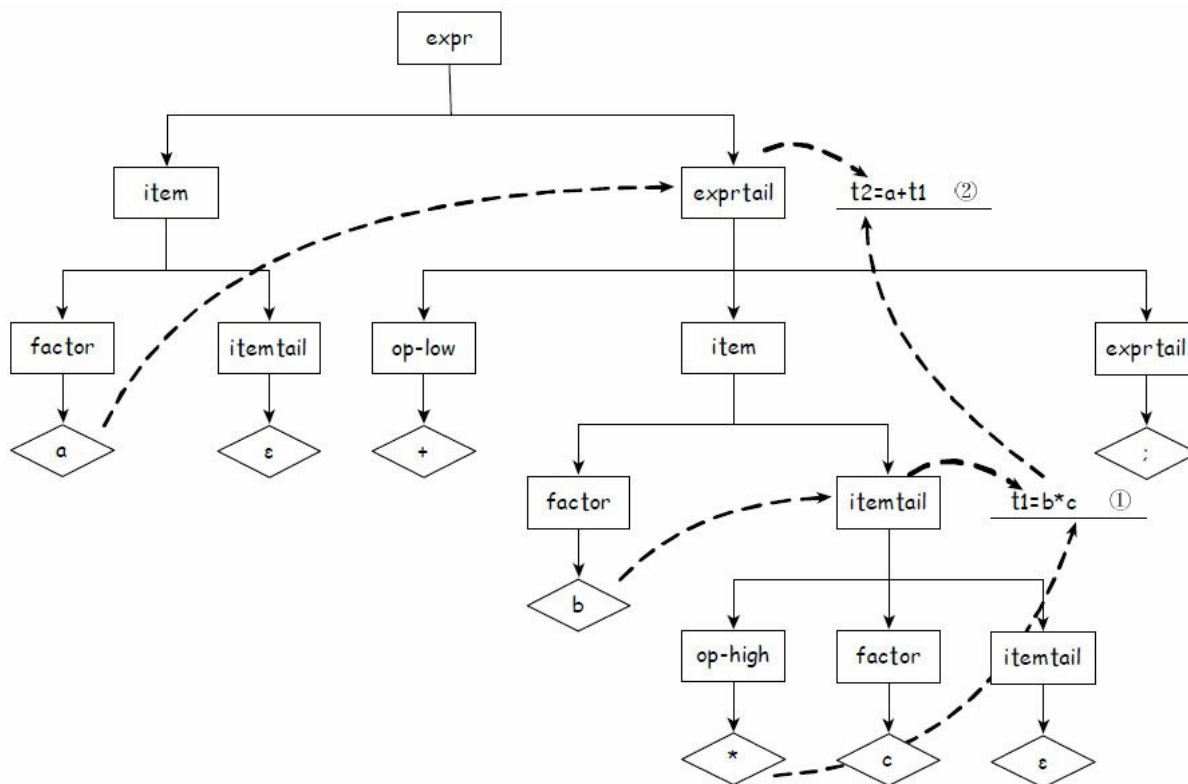 expr
item
exprtail
t2=a+t1 ②
factor
itemtail
op-low
item
exprtail
a
ε
+
;
factor
itemtail
t1=b*c ①
b
op-high
factor
itemtail
*
c
ε